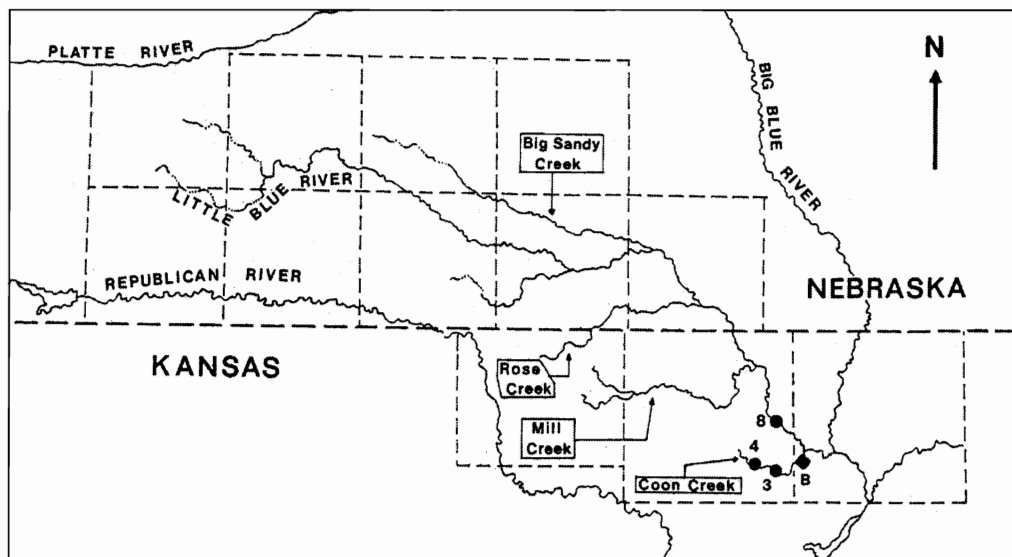 PLATTE RIVER
N
BIG BLUE RIVER
Big Sandy
Creek
LITTLE BLUE RIVER
REPUBLICAN RIVER
NEBRASKA
KANSAS
Rose
Creek
Mill
Creek
8
4
Coon Creek
3
B